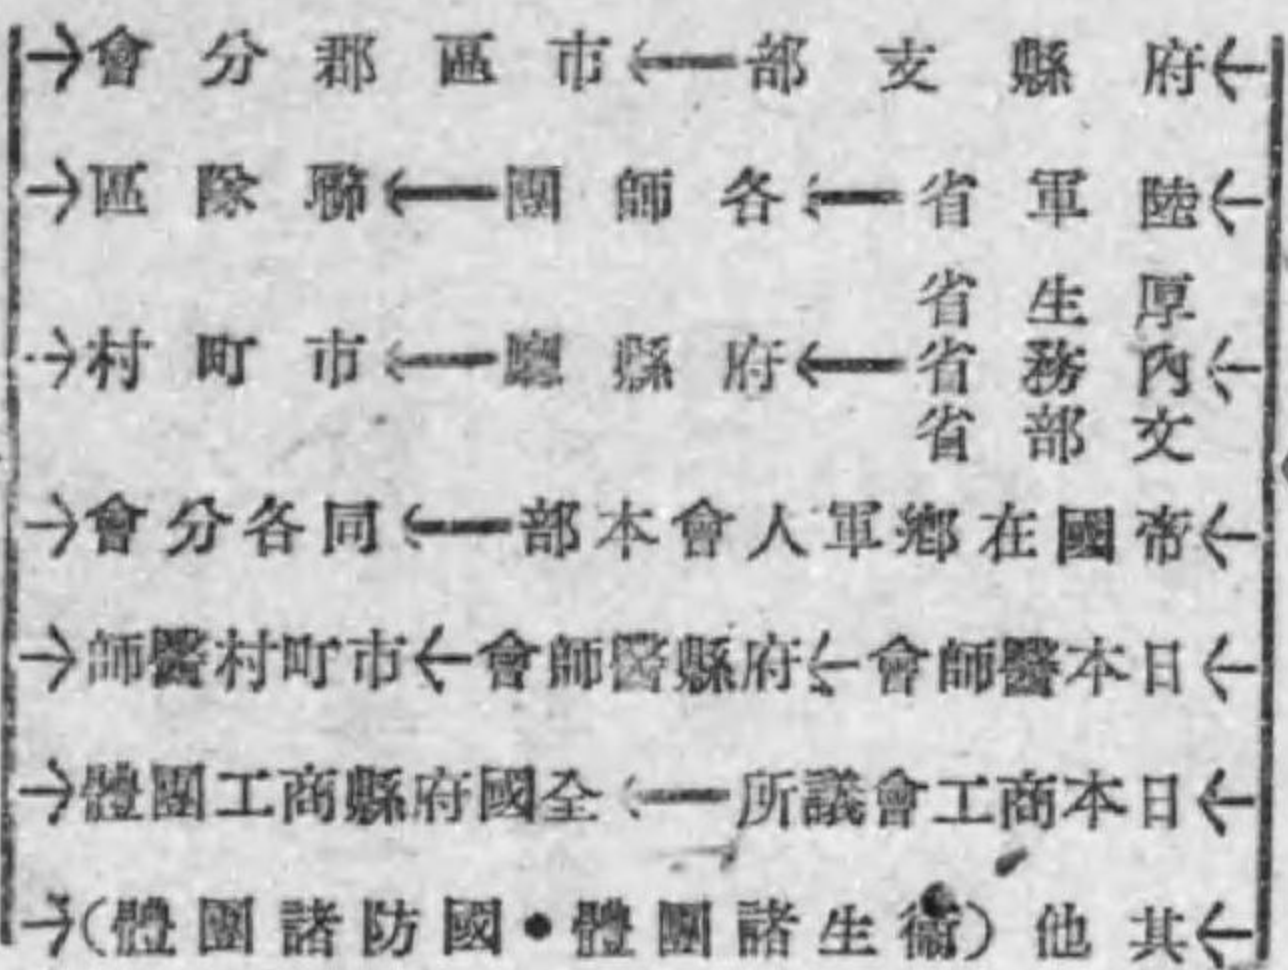 府縣支部←市區郡分會
陸軍省←各師團←聯隊區
厚生省
內務省←府縣廳←市町村
文部省
帝國在鄕軍人會本部←同各分會
日本醫師會←府縣醫師會←市町村醫師
日本商工會議所←全國府縣商工團體
其他(衞生諸團體•國防諸團體)